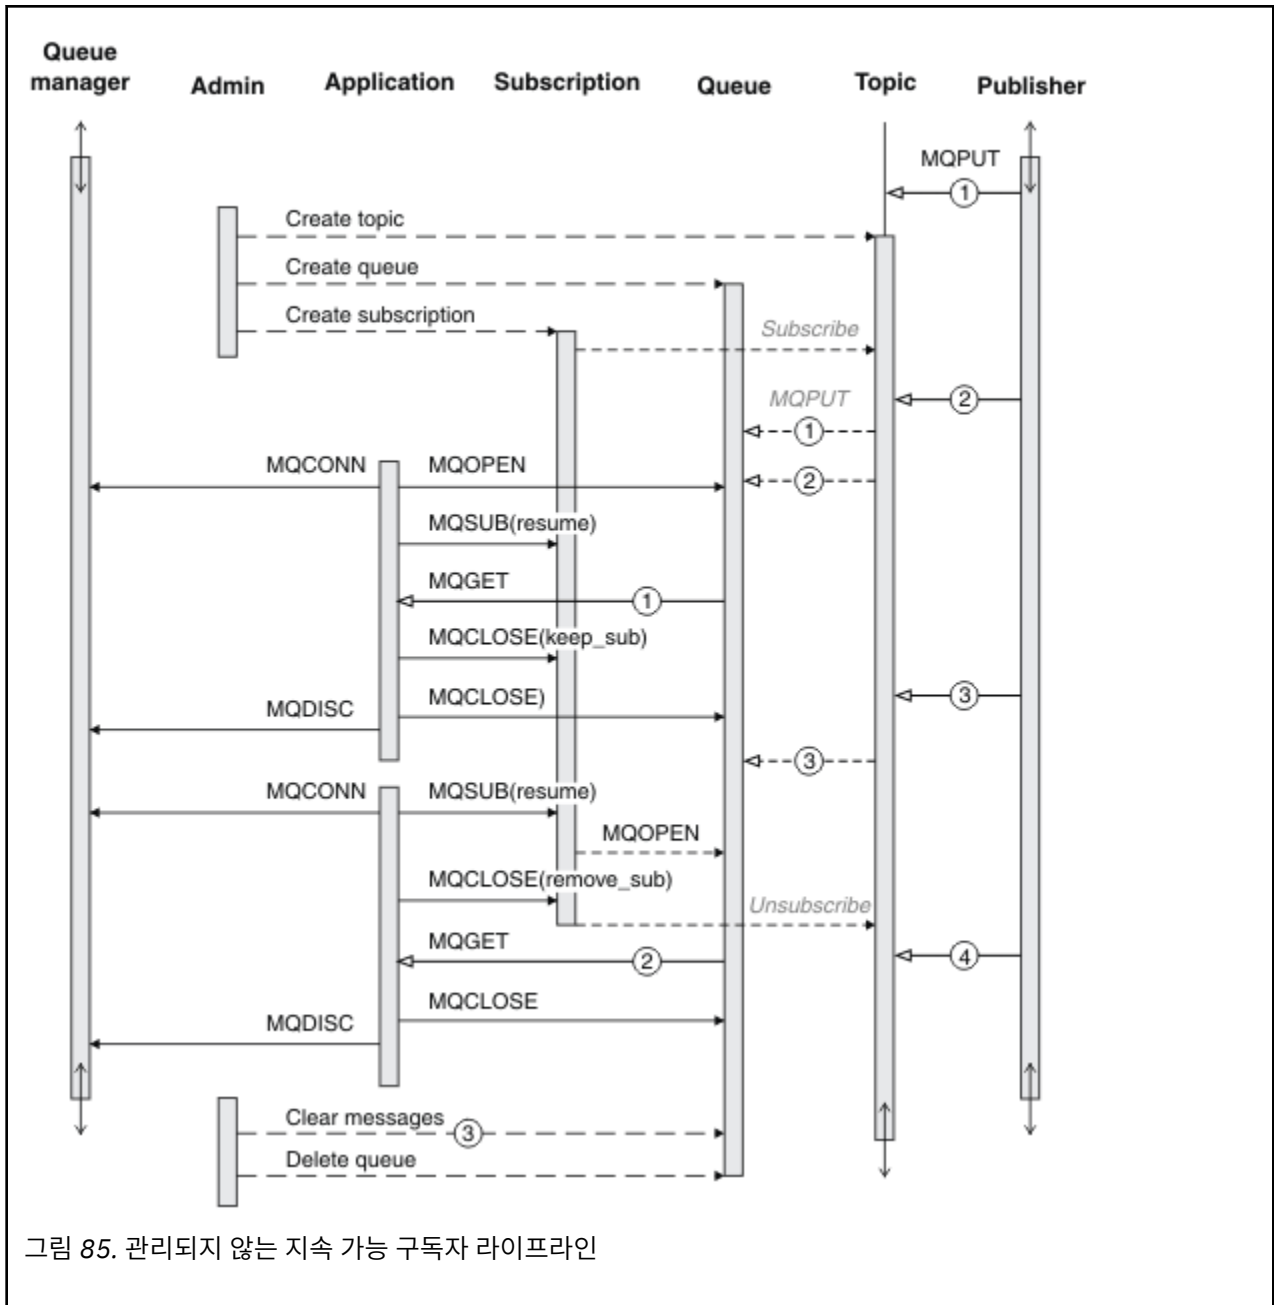 Queue manager
Admin
Application
Subscription
Queue
Topic
Publisher
MQPUT
1
Create topic
Create queue
Create subscription
Subscribe
MQPUT
2
1
MQCONN
MQOPEN
2
MQSUB(resume)
MQGET
1
MQCLOSE(keep_sub)
MQCLOSE)
3
MQDISC
3
MQCONN
MQSUB(resume)
MQOPEN
MQCLOSE(remove_sub)
Unsubscribe
MQGET
2
4
MQCLOSE
MQDISC
Clear messages
3
Delete queue
그림 85. 관리되지 않는 지속 가능 구독자 라이프라인